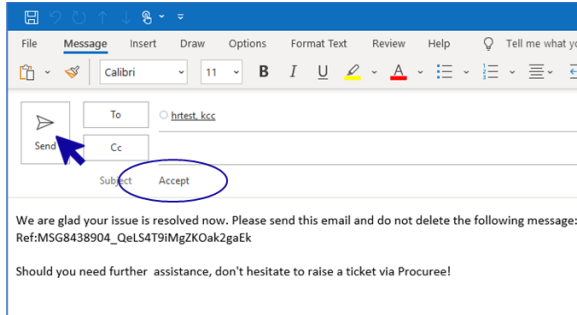 File Message Insert Draw Options Format Text Review Help Tell me what yo
Calibri 11 B I U A
Send To hrtest, kcc
Cc
Subject Accept
We are glad your issue is resolved now. Please send this email and do not delete the following message:
Ref:MSG8438904_QeLS4T9iMgZKOak2gaEk
Should you need further  assistance, don't hesitate to raise a ticket via Procuree!